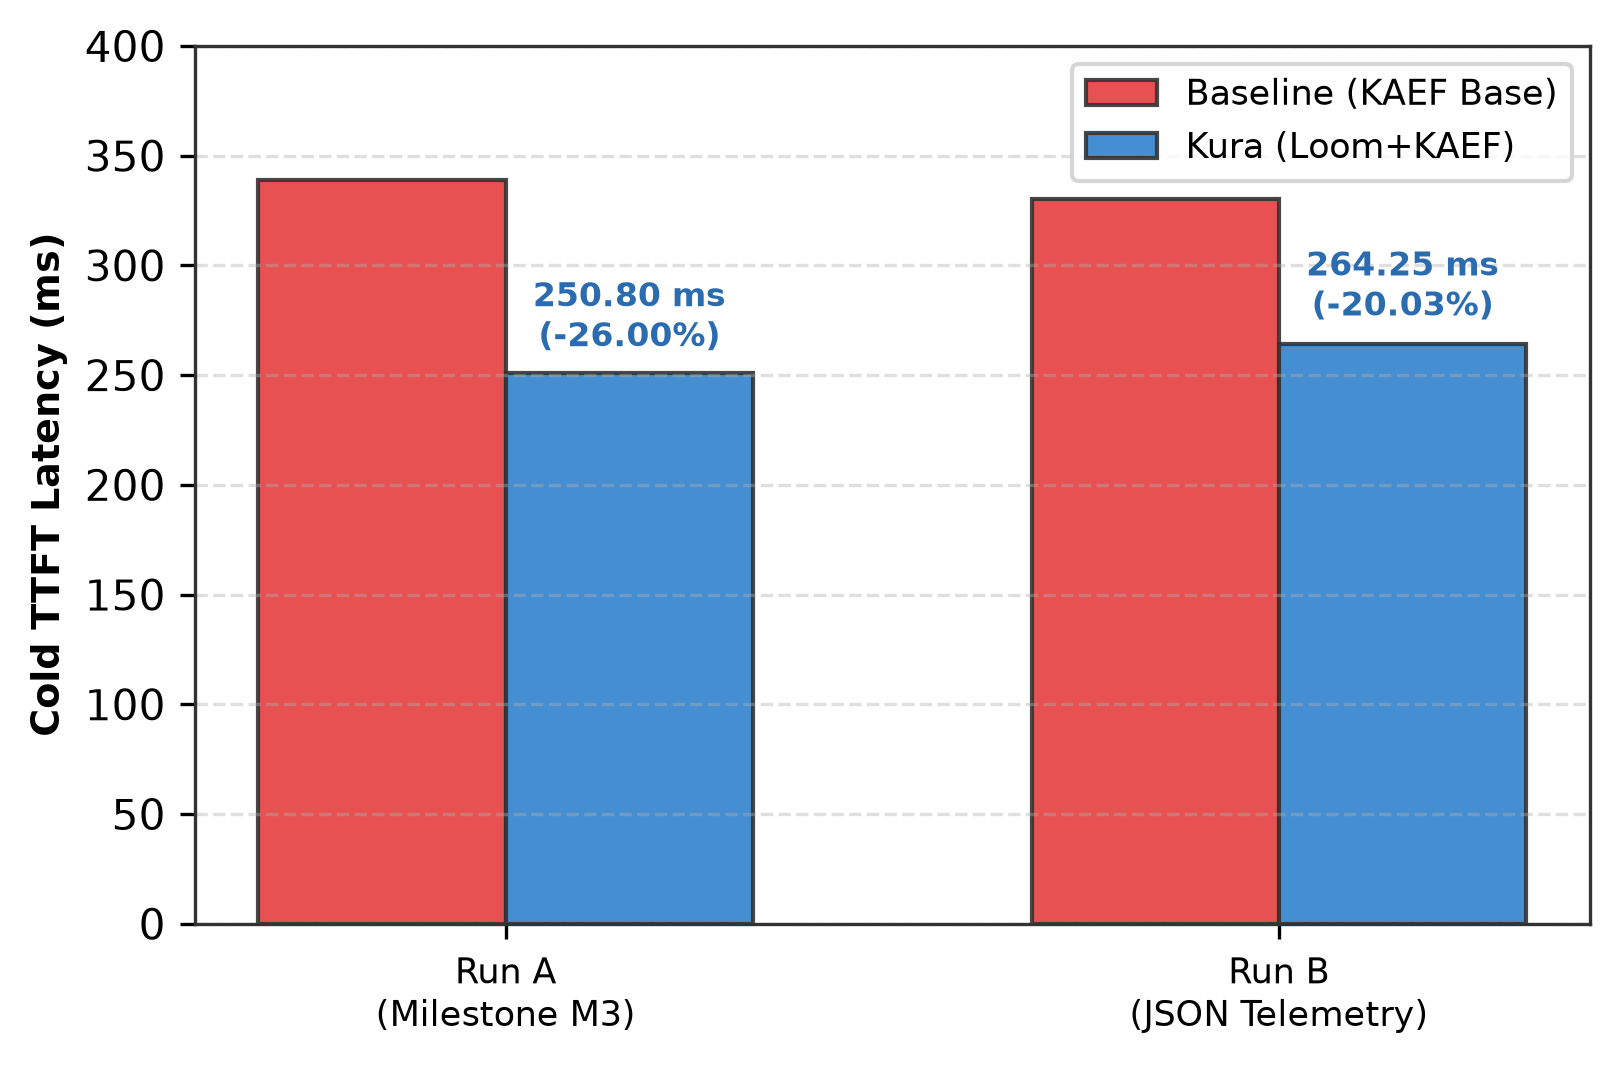 Cold TTFT Latency (ms)
400
350
300
250
200
150
100
50
0
Baseline (KAEF Base)
Kura (Loom+KAEF)
250.80 ms
(-26.00%)
264.25 ms
(-20.03%)
Run A
(Milestone M3)
Run B
(JSON Telemetry)